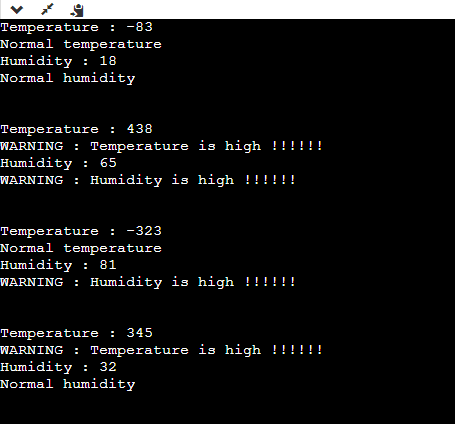 Temperature : -83
Normal temperature
Humidity : 18
Normal humidity
Temperature : 438
WARNING : Temperature is high !!!!!!
Humidity : 65
WARNING : Humidity is high !!!!!!
Temperature : -323
Normal temperature
Humidity : 81
WARNING : Humidity is high !!!!!!
Temperature : 345
WARNING : Temperature is high !!!!!!
Humidity : 32
Normal humidity